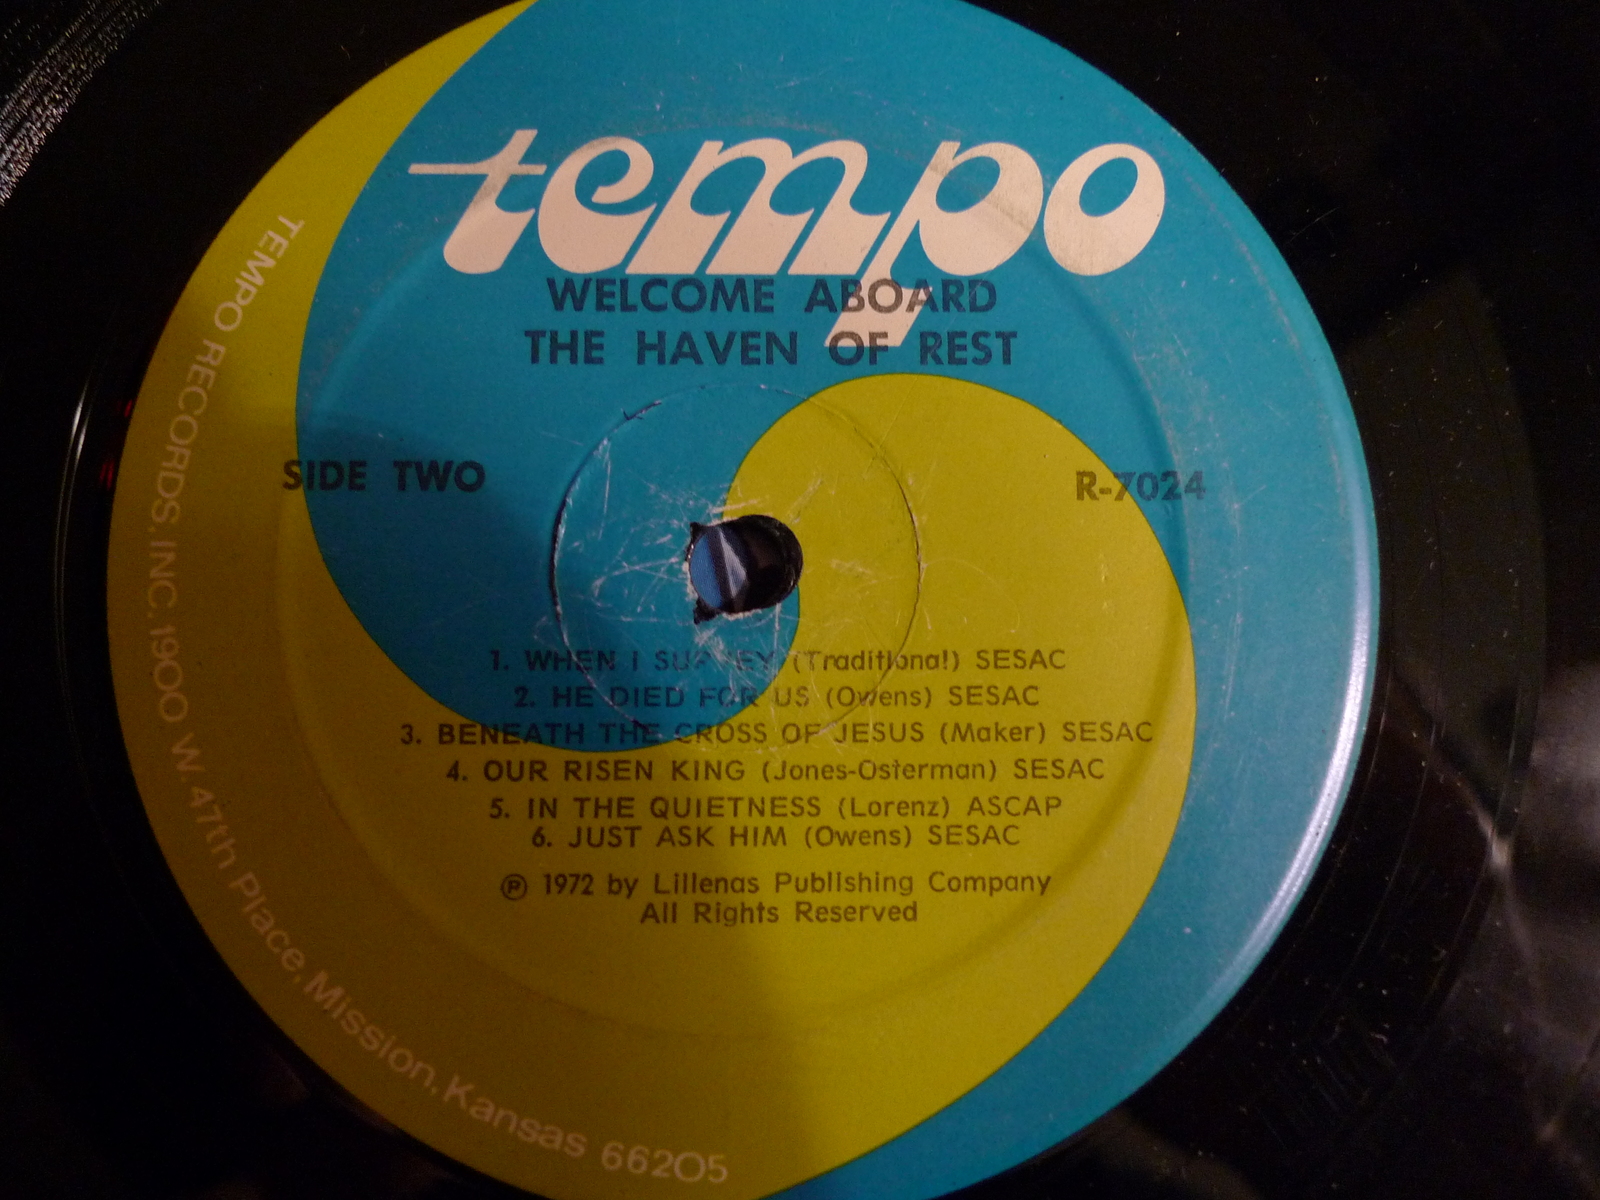 tempo
WELCOME ABOARD
THE HAVEN OF REST
SIDE TWO
R-7024
1. WHEN I SURVEY (Traditional) SESAC
2. HE DIED FOR US (Owens) SESAC
3. BENEATH THE CROSS OF JESUS (Maker) SESAC
4. OUR RISEN KING (Jones-Osterman) SESAC
5. IN THE QUIETNESS (Lorenz) ASCAP
6. JUST ASK HIM (Owens) SESAC
℗ 1972 by Lillenas Publishing Company
All Rights Reserved
TEMPO RECORDS, INC. 1900 W. 47th Place, Mission, Kansas 66205